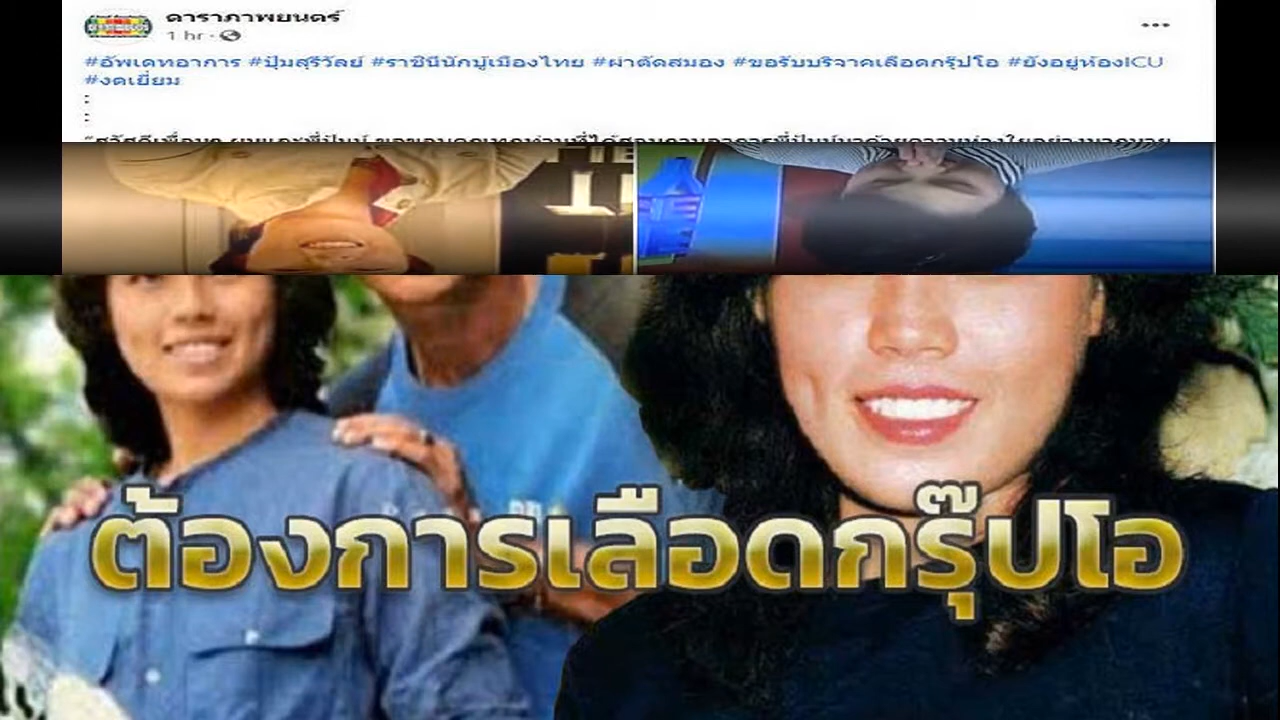 ดาราภาพยนตร์
1 hr ·
#อัพเดทอาการ #ปุ้มสุรีวัลย์ #ราชินีนักบู๊เมืองไทย #ผ่าตัดสมอง #ขอรับบริจาคเลือดกรุ๊ปโอ #ยังอยู่ห้องICU
#งดเยี่ยม
:
:
ต้องการเลือดกรุ๊ปโอ